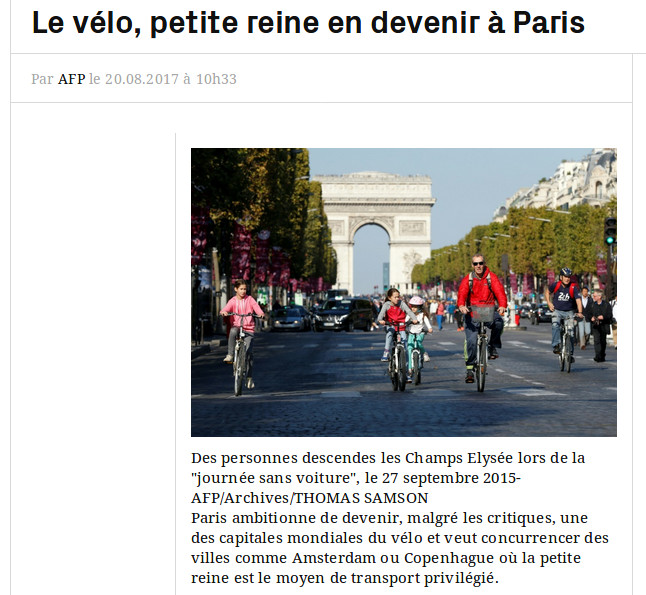 Le vélo, petite reine en devenir à Paris
Par AFP le 20.08.2017 à 10h33
Des personnes descendes les Champs Elysée lors de la
"journée sans voiture", le 27 septembre 2015-
AFP/Archives/THOMAS SAMSON
Paris ambitionne de devenir, malgré les critiques, une
des capitales mondiales du vélo et veut concurrencer des
villes comme Amsterdam ou Copenhague où la petite
reine est le moyen de transport privilégié.